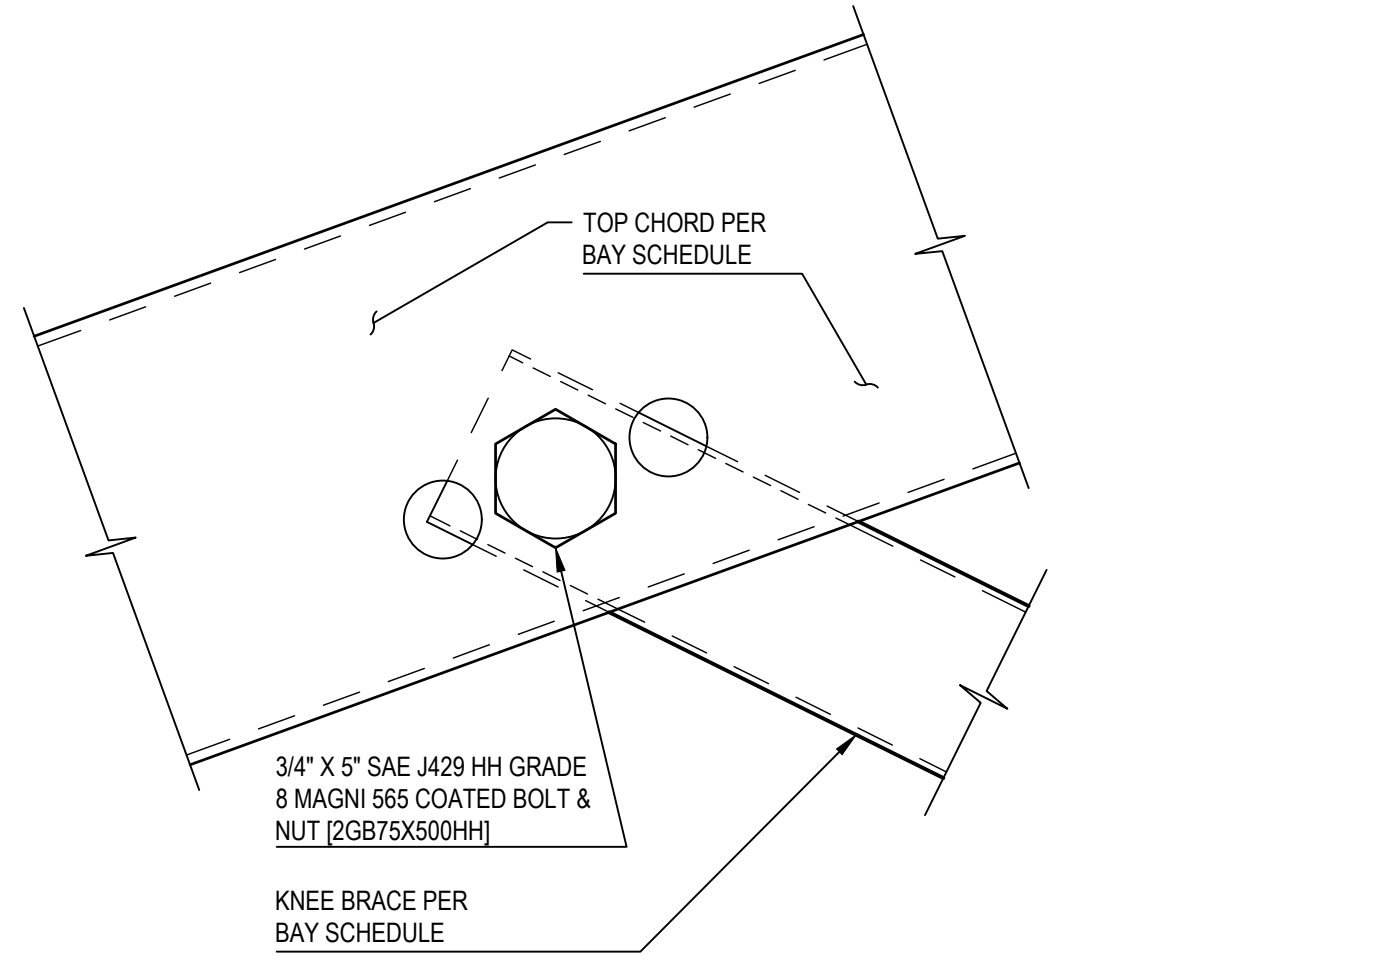 TOP CHORD PER
BAY SCHEDULE
3/4" X 5" SAE J429 HH GRADE
8 MAGNI 565 COATED BOLT &
NUT [2GB75X500HH]
KNEE BRACE PER
BAY SCHEDULE